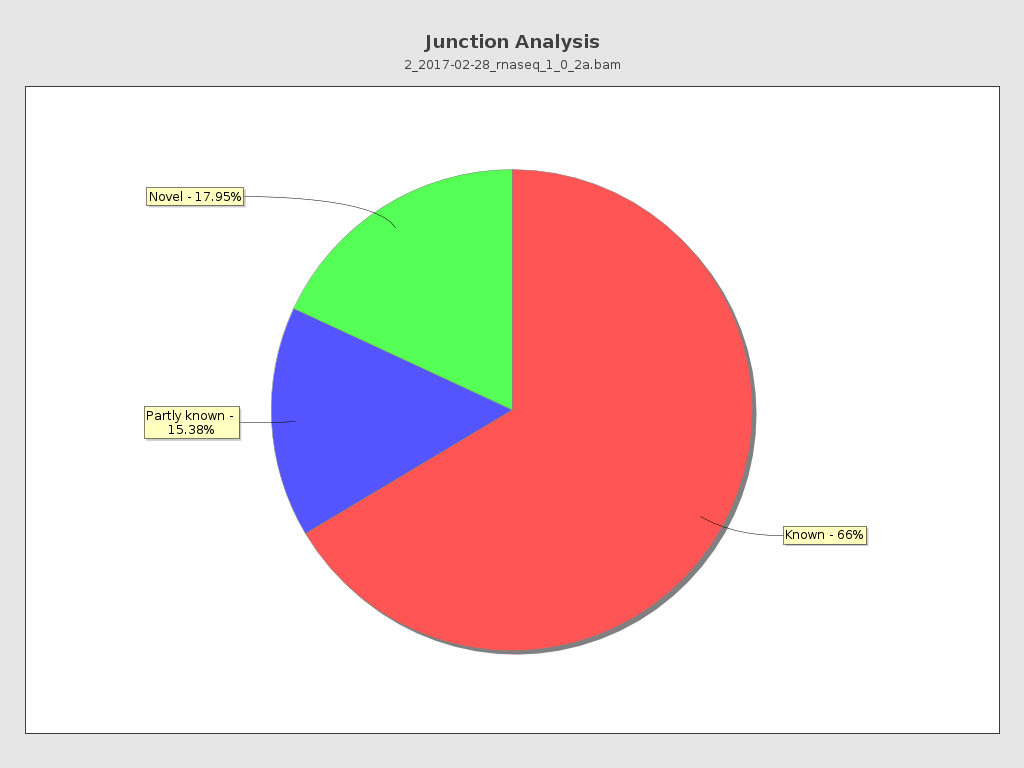 Junction Analysis
2_2017-02-28_rnaseq_1_0_2a.bam
Novel - 17.95%
Partly known -
15.38%
Known - 66%